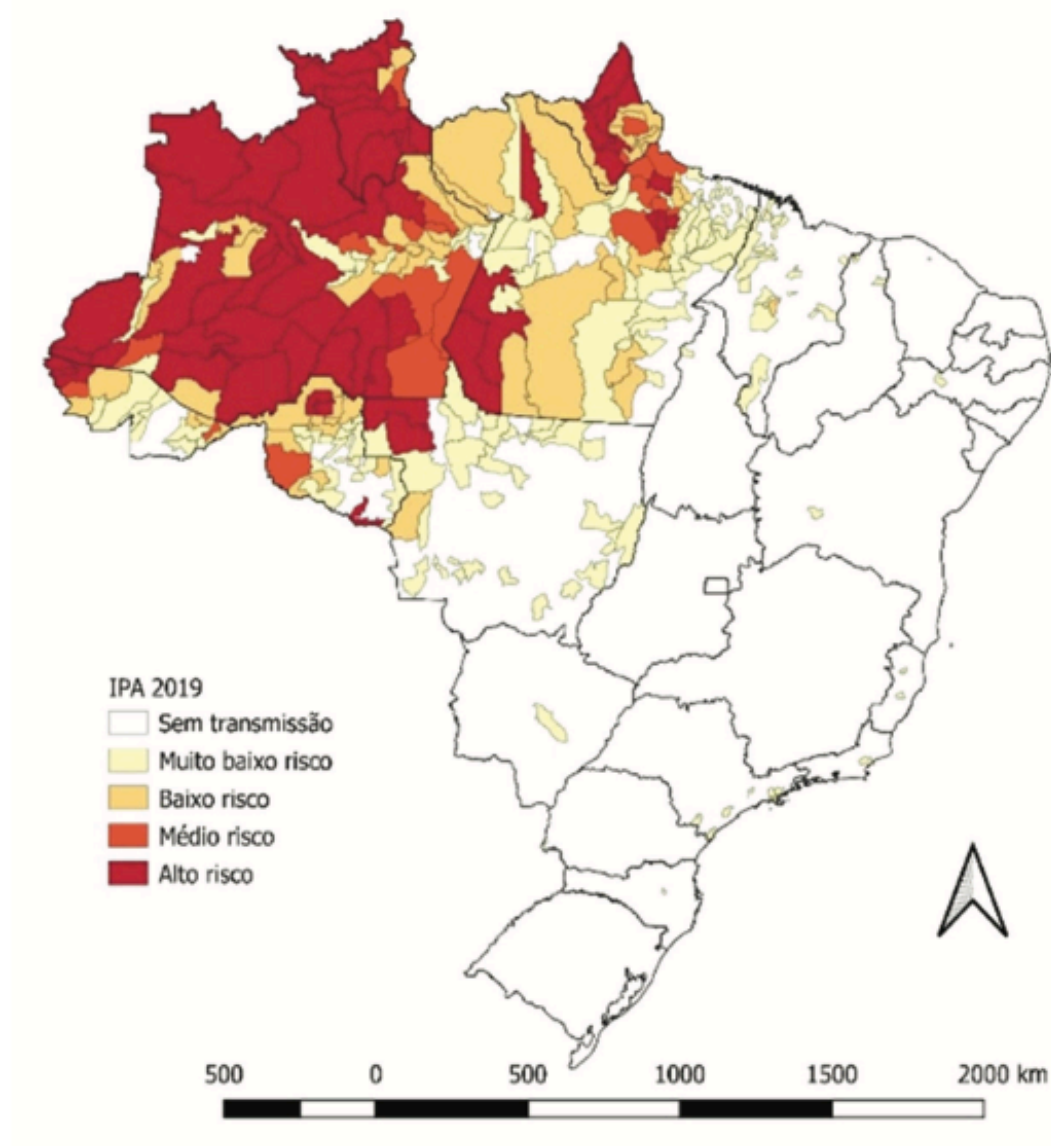 IPA 2019
Sem transmissão
Muito baixo risco
Baixo risco
Médio risco
Alto risco
500 0 500 1000 1500 2000 km